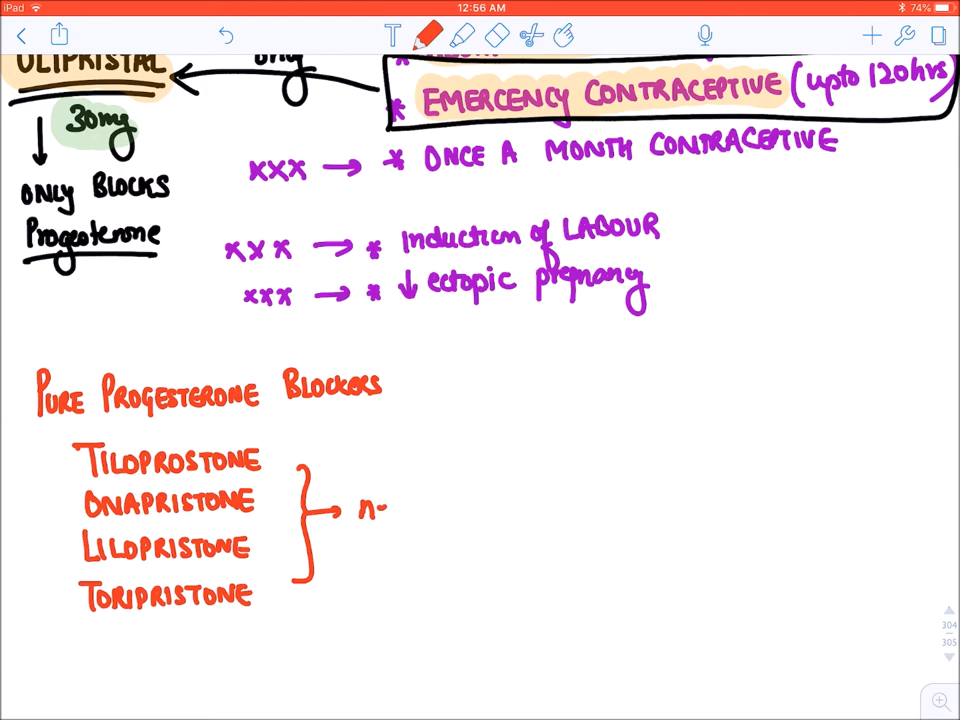 iPad 12:56 AM 74%
T
ULIPRISTAL only
* EMERGENCY CONTRACEPTIVE (upto 120hrs)
30mg
xxx → * ONCE A MONTH CONTRACEPTIVE
ONLY BLOCKS
Progesterone
xxx → * Induction of LABOUR
xxx → * ↓ ectopic pregnancy
PURE PROGESTERONE BLOCKERS
TILOPROSTONE
ONAPRISTONE
LILOPRISTONE
TORIPRISTONE
→ n
304
305